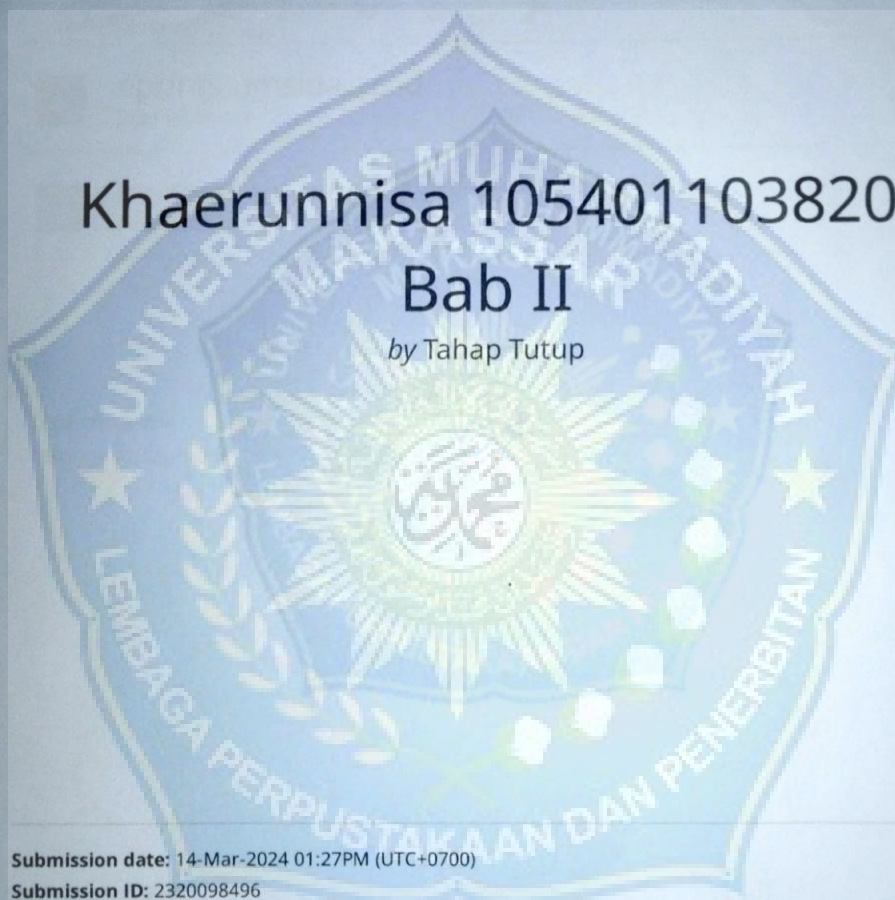 Khaerunnisa 105401103820
Bab II
by Tahap Tutup
UNIVERSITAS MUHAMMADIYAH
MAKASSAR
محمد
LEMBAGA PERPUSTAKAAN DAN PENERBITAN
Submission date: 14-Mar-2024 01:27PM (UTC+0700)
Submission ID: 2320098496